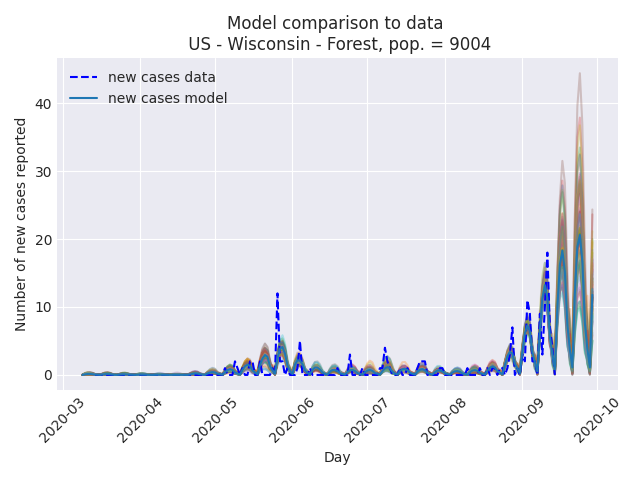 Model comparison to data
US - Wisconsin - Forest, pop. = 9004
new cases data
new cases model
Number of new cases reported
40
30
20
10
0
2020-03
2020-04
2020-05
2020-06
2020-07
2020-08
2020-09
2020-10
Day